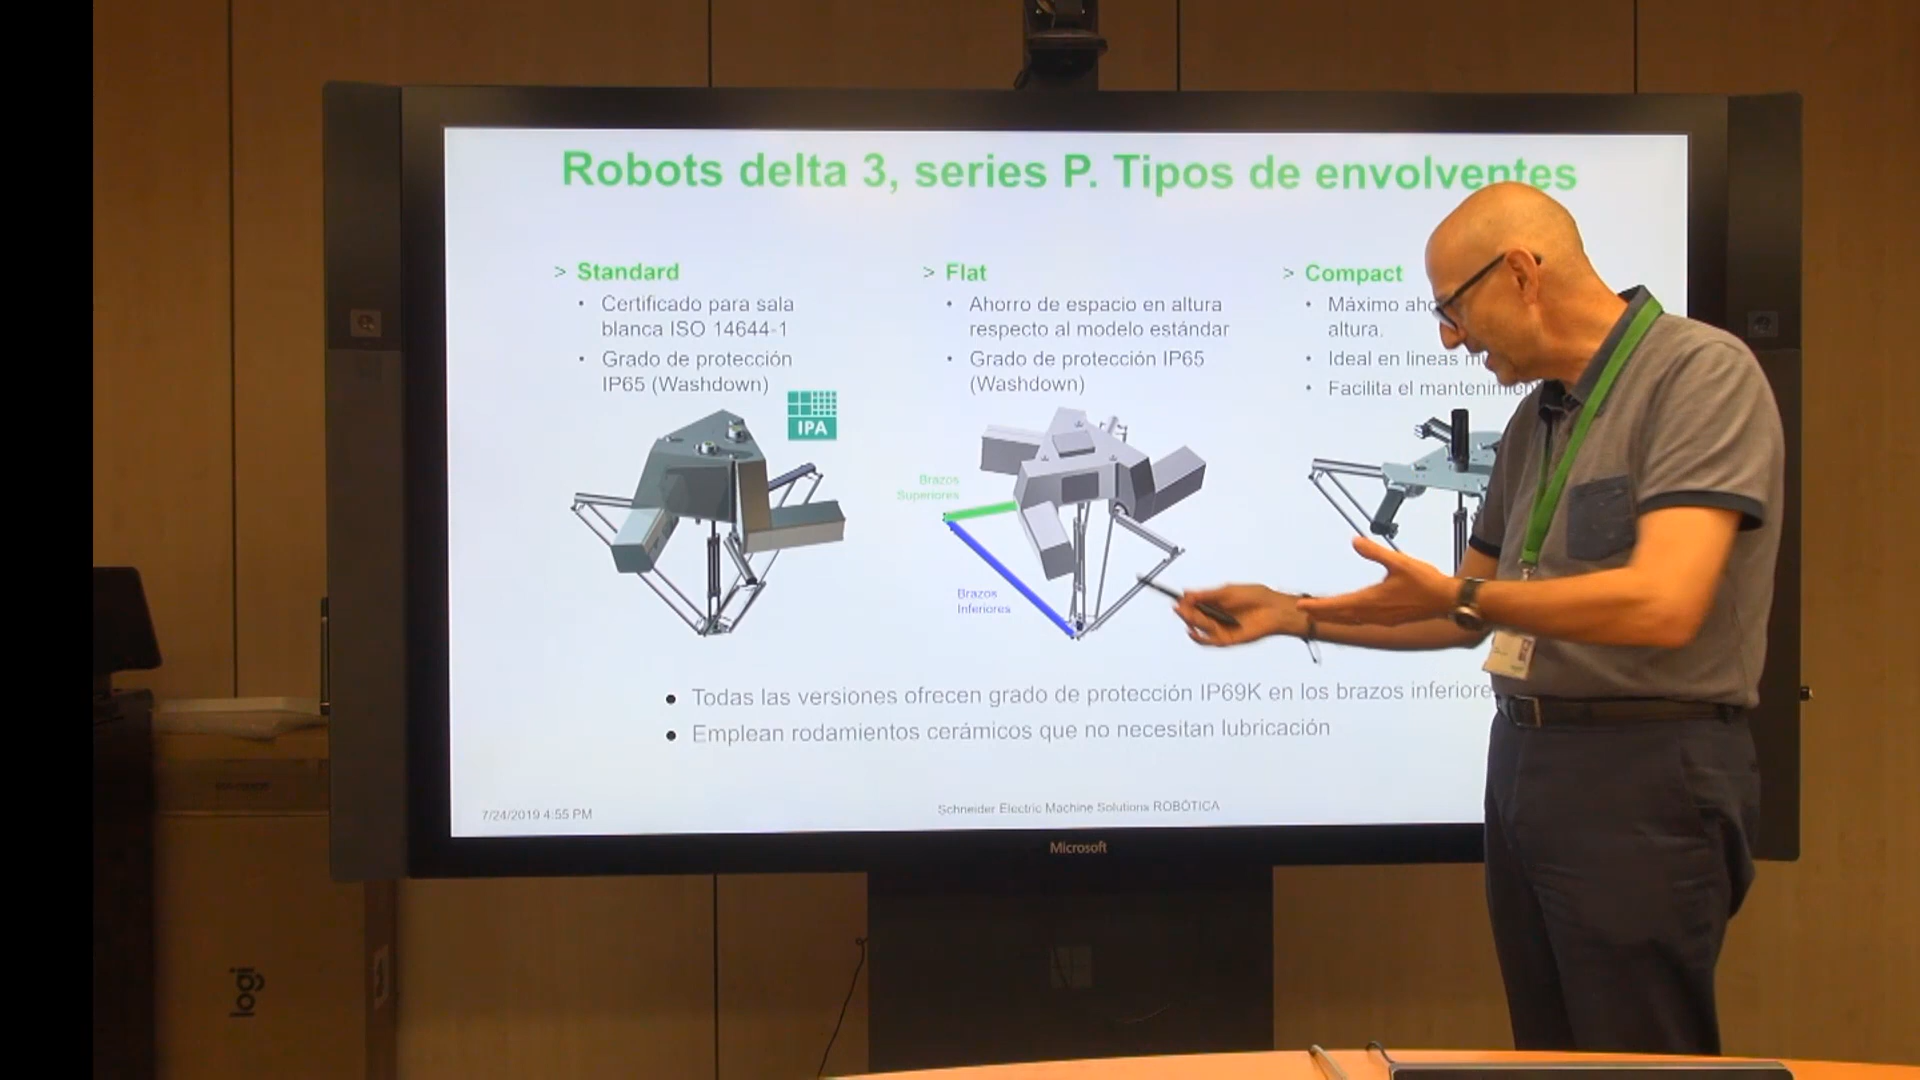 Robots delta 3, series P. Tipos de envolventes
> Standard
• Certificado para sala
blanca ISO 14644-1
• Grado de protección
IP65 (Washdown)
IPA
> Flat
• Ahorro de espacio en altura
respecto al modelo estándar
• Grado de protección IP65
(Washdown)
Brazos
Superiores
Brazos
Inferiores
> Compact
• Máximo
altura.
• Ideal en lineas
• Facilita el
● Todas las versiones ofrecen grado de protección IP69K en los brazos
● Emplean rodamientos cerámicos que no necesitan lubricación
7/24/2019 4:55 PM
Schneider Electric Machine Solutions ROBÓTICA
Microsoft
logi